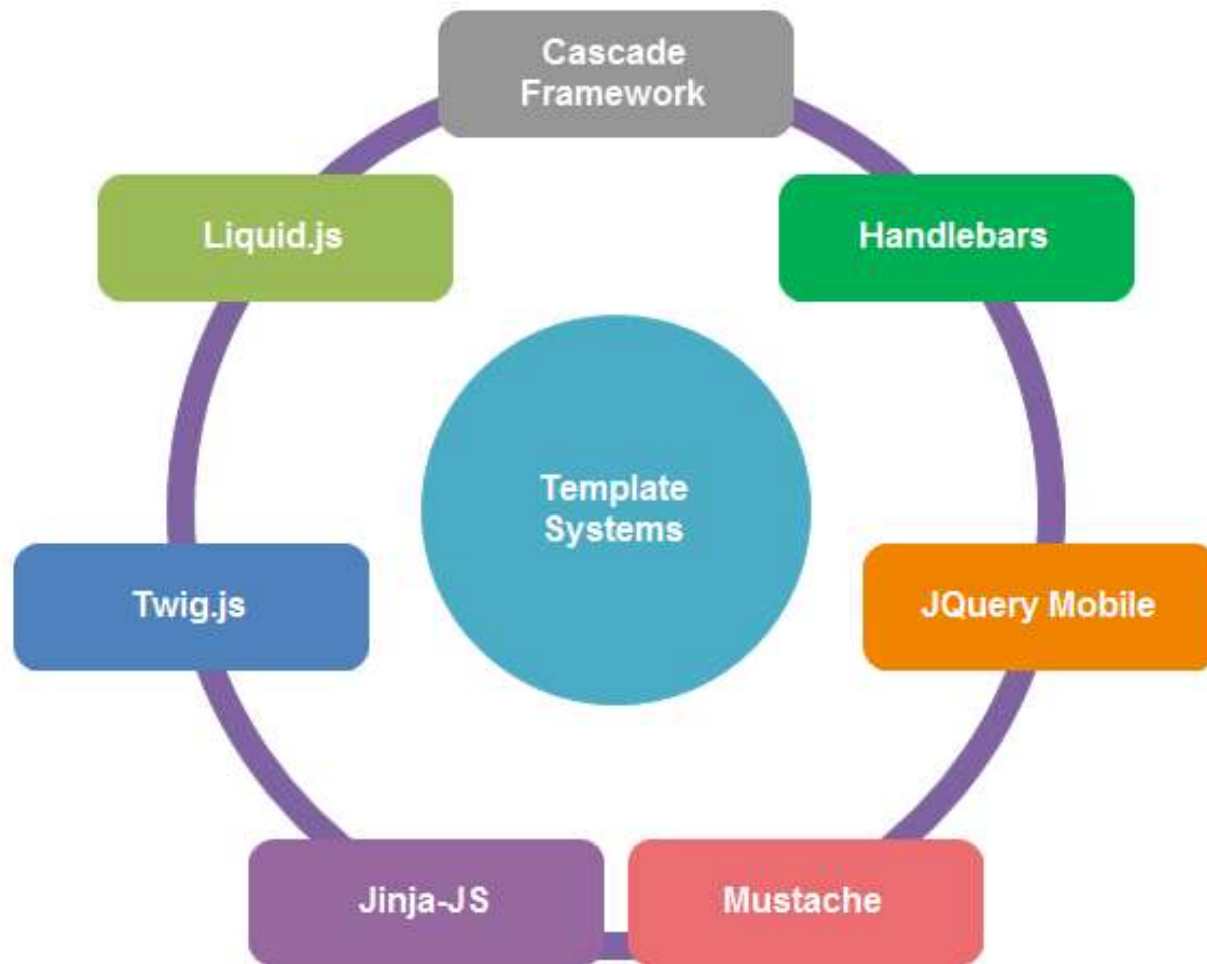 Cascade
Framework
Liquid.js
Handlebars
Template
Systems
Twig.js
JQuery Mobile
Jinja-JS
Mustache